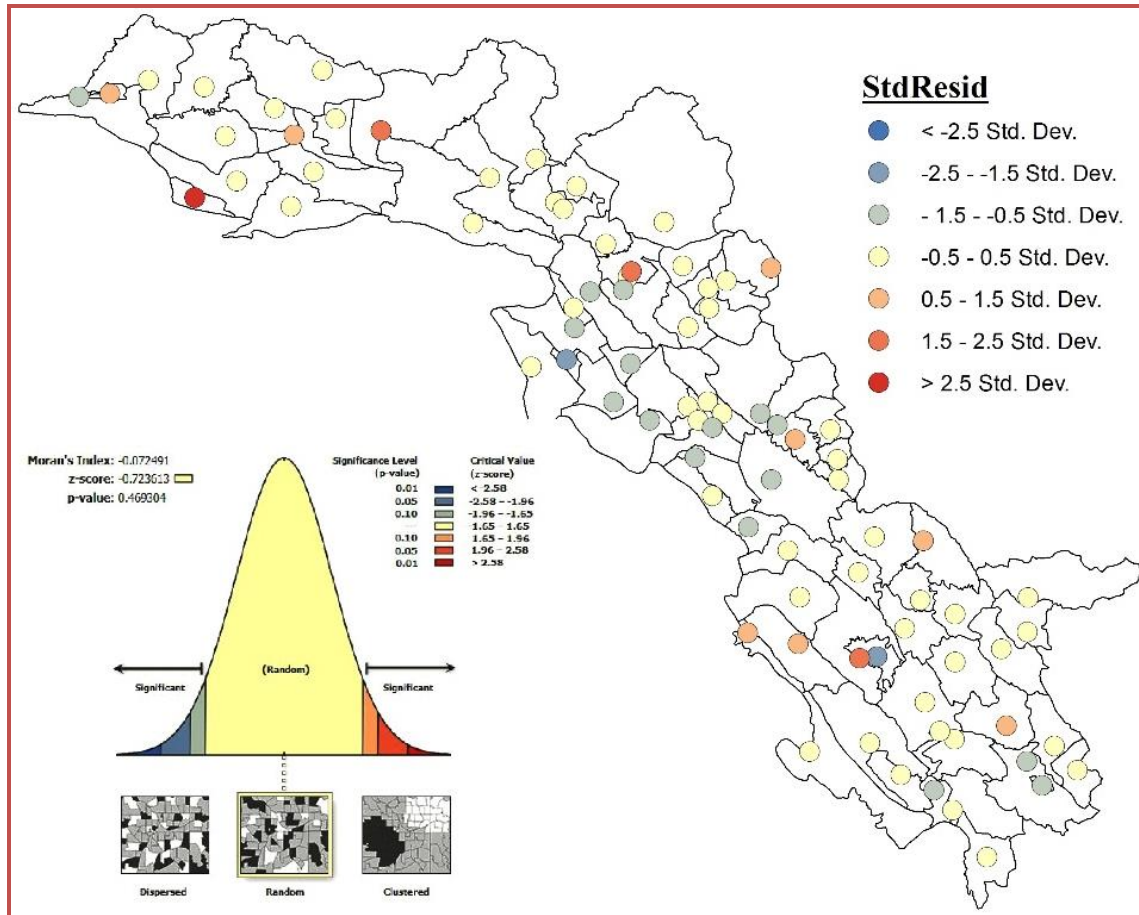 StdResid
< -2.5 Std. Dev.
-2.5 - -1.5 Std. Dev.
- 1.5 - -0.5 Std. Dev.
-0.5 - 0.5 Std. Dev.
0.5 - 1.5 Std. Dev.
1.5 - 2.5 Std. Dev.
> 2.5 Std. Dev.
Moran's Index: -0.072491
z-score: -0.723613
p-value: 0.469304
Significance Level
(p-value)
Critical Value
(z-score)
0.01 < -2.58
0.05 -2.58 – -1.96
0.10 -1.96 – -1.65
— -1.65 – 1.65
0.10 1.65 – 1.96
0.05 1.96 – 2.58
0.01 > 2.58
(Random)
Significant
Significant
Dispersed
Random
Clustered